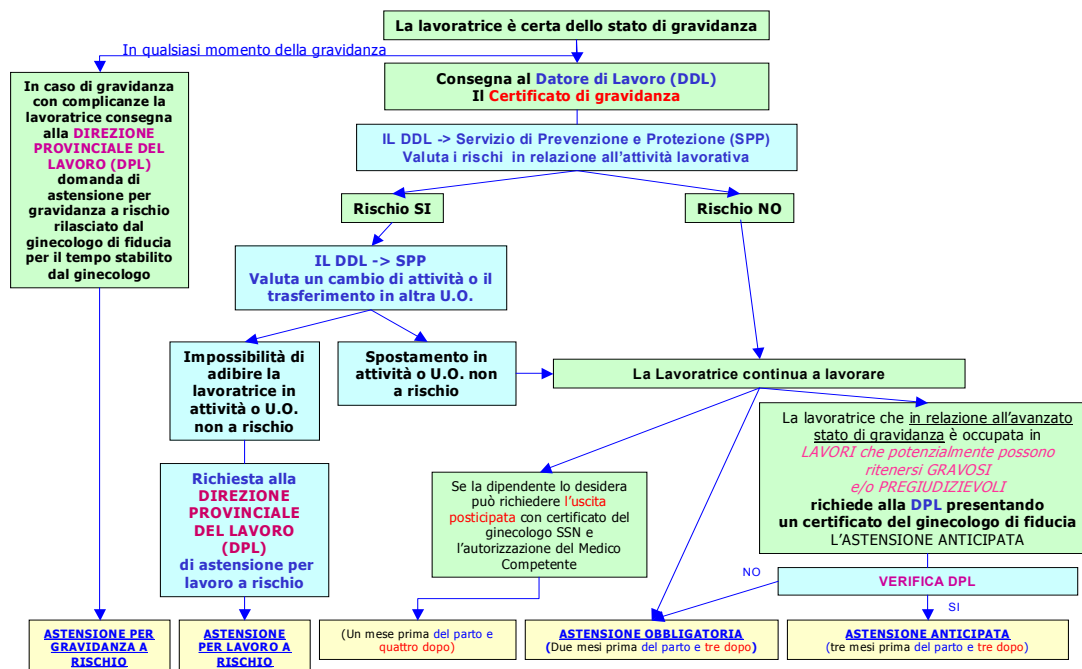 La lavoratrice è certa dello stato di gravidanza
In qualsiasi momento della gravidanza
In caso di gravidanza
con complicanze la
lavoratrice consegna
alla DIREZIONE
PROVINCIALE DEL
LAVORO (DPL)
domanda di
astensione per
gravidanza a rischio
rilasciato dal
ginecologo di fiducia
per il tempo stabilito
dal ginecologo
Consegna al Datore di Lavoro (DDL)
Il Certificato di gravidanza
IL DDL -> Servizio di Prevenzione e Protezione (SPP)
Valuta i rischi in relazione all'attività lavorativa
Rischio SI
Rischio NO
IL DDL -> SPP
Valuta un cambio di attività o il
trasferimento in altra U.O.
Impossibilità di
adibire la
lavoratrice in
attività o U.O.
non a rischio
Spostamento in
attività o U.O. non
a rischio
La Lavoratrice continua a lavorare
Richiesta alla
DIREZIONE
PROVINCIALE
DEL LAVORO
(DPL)
di astensione per
lavoro a rischio
Se la dipendente lo desidera
può richiedere l'uscita
posticipata con certificato del
ginecologo SSN e
l'autorizzazione del Medico
Competente
La lavoratrice che in relazione all'avanzato
stato di gravidanza è occupata in
LAVORI che potenzialmente possono
ritenersi GRAVOSI
e/o PREGIUDIZIEVOLI
richiede alla DPL presentando
un certificato del ginecologo di fiducia
L'ASTENSIONE ANTICIPATA
NO
VERIFICA DPL
SI
ASTENSIONE PER
GRAVIDANZA A
RISCHIO
ASTENSIONE
PER LAVORO A
RISCHIO
(Un mese prima del parto e
quattro dopo)
ASTENSIONE OBBLIGATORIA
(Due mesi prima del parto e tre dopo)
ASTENSIONE ANTICIPATA
(tre mesi prima del parto e tre dopo)